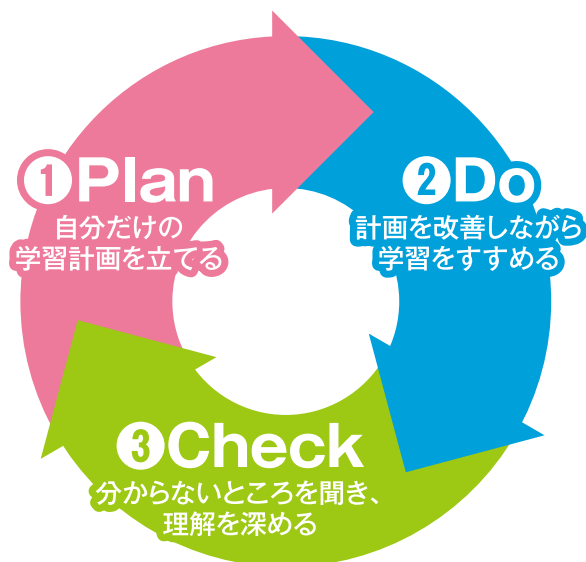 ❶Plan
自分だけの
学習計画を立てる
❷Do
計画を改善しながら
学習をすすめる
❸Check
分からないところを聞き、
理解を深める